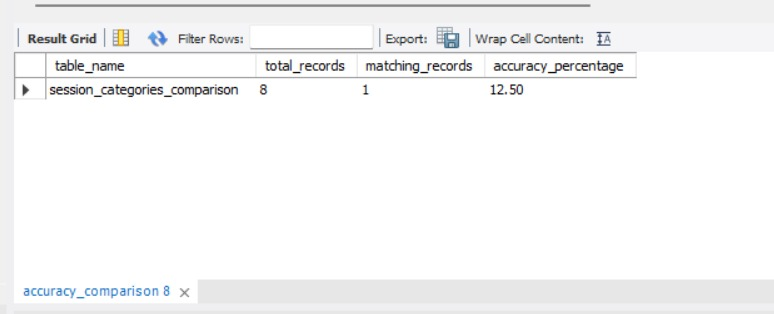 Result Grid Filter Rows: Export: Wrap Cell Content:
table_name total_records matching_records accuracy_percentage
session_categories_comparison 8 1 12.50
accuracy_comparison 8 ×